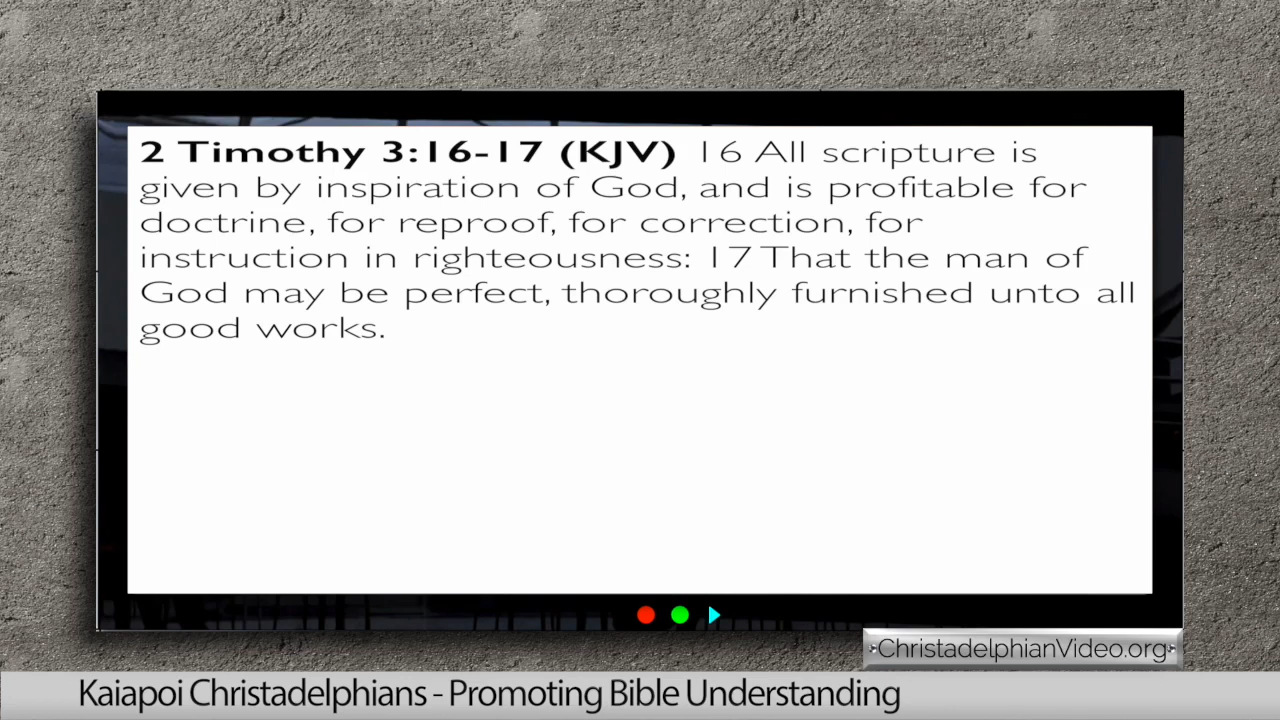 2 Timothy 3:16-17 (KJV) 16 All scripture is
given by inspiration of God, and is profitable for
doctrine, for reproof, for correction, for
instruction in righteousness: 17 That the man of
God may be perfect, thoroughly furnished unto all
good works.
ChristadelphianVideo.org
Kaiapoi Christadelphians - Promoting Bible Understanding